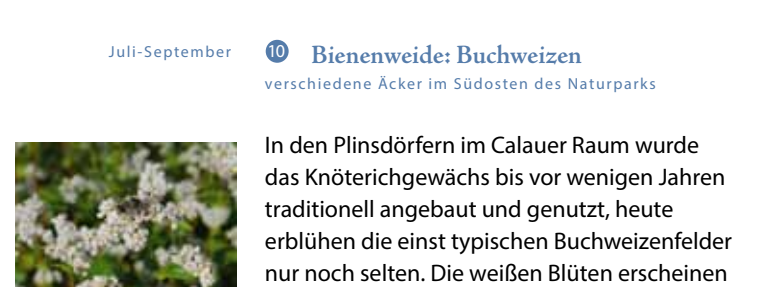 Juli-September
10 Bienenweide: Buchweizen
verschiedene Äcker im Südosten des Naturparks
In den Plinsdörfern im Calauer Raum wurde
das Knöterichgewächs bis vor wenigen Jahren
traditionell angebaut und genutzt, heute
erblühen die einst typischen Buchweizenfelder
nur noch selten. Die weißen Blüten erscheinen